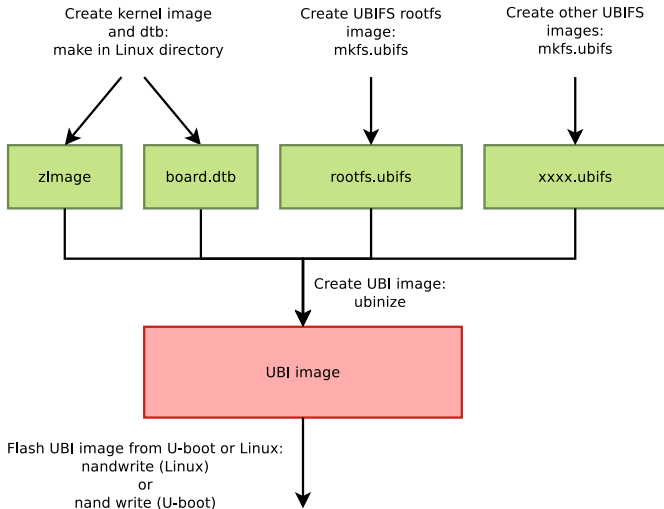 Create kernel image
and dtb:
make in Linux directory
Create UBIFS rootfs
image:
mkfs.ubifs
Create other UBIFS
images:
mkfs.ubifs
zImage
board.dtb
rootfs.ubifs
xxxx.ubifs
Create UBI image:
ubinize
UBI image
Flash UBI image from U-boot or Linux:
nandwrite (Linux)
or
nand write (U-boot)